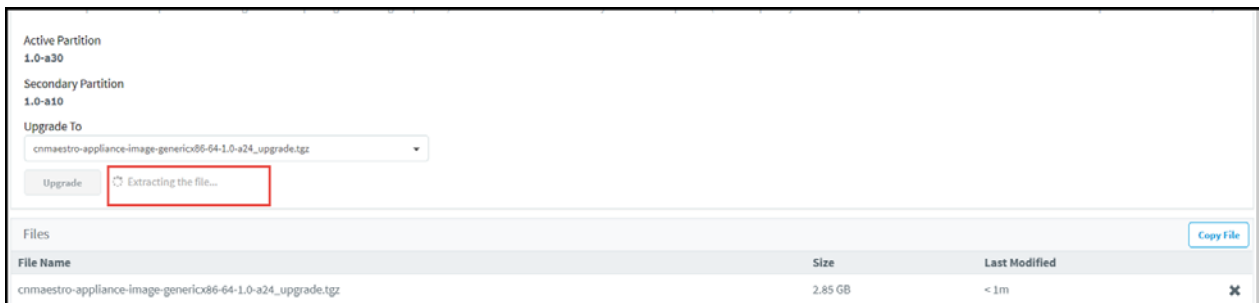 Active Partition
1.0-a30
Secondary Partition
1.0-a10
Upgrade To
cnmaestro-appliance-image-genericx86-64-1.0-a24_upgrade.tgz
Upgrade Extracting the file...
Files Copy File
File Name Size Last Modified
cnmaestro-appliance-image-genericx86-64-1.0-a24_upgrade.tgz 2.85 GB < 1m